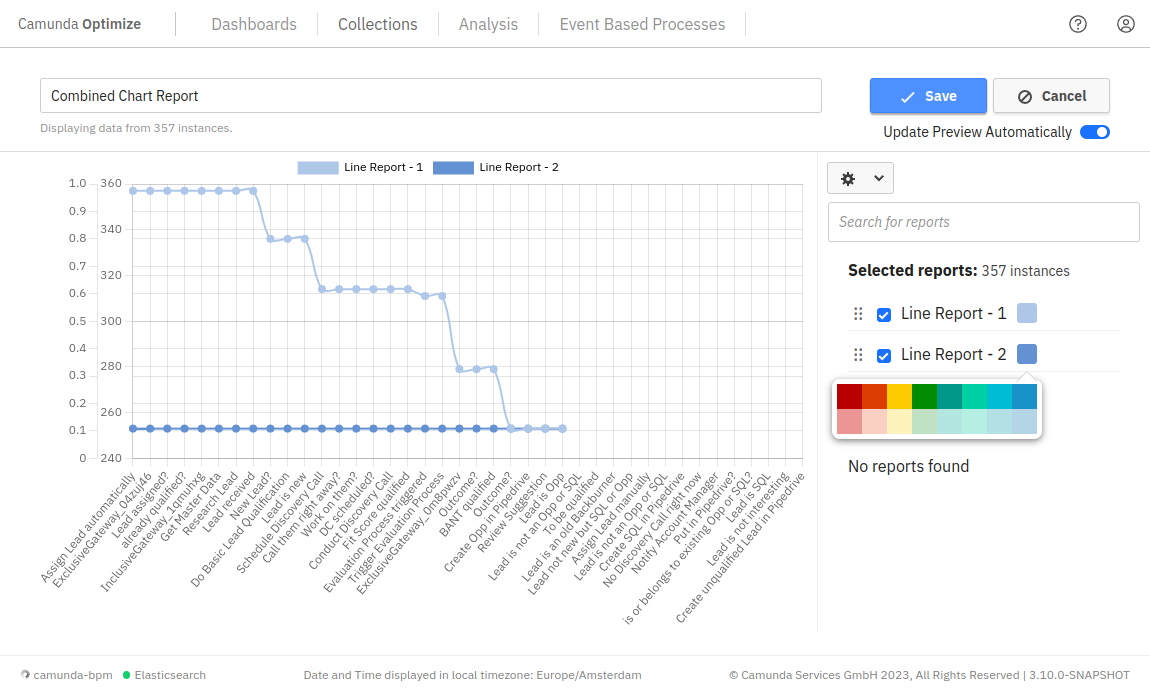 Camunda Optimize
Dashboards
Collections
Analysis
Event Based Processes
Combined Chart Report
Save
Cancel
Displaying data from 357 instances.
Update Preview Automatically
Line Report - 1
Line Report - 2
1.0
0.9
0.8
0.7
0.6
0.5
0.4
0.3
0.2
0.1
0
360
340
320
300
280
260
240
Assign Lead automatically
ExclusiveGateway_04zuj46
Lead assigned?
already qualified?
InclusiveGateway_1qmuhxg
Get Master Data
Research Lead
Lead received
New Lead?
Do Basic Lead Qualification
Lead is new
Schedule Discovery Call
Call them right away?
Work on them?
DC scheduled?
Conduct Discovery Call
Fit Score qualified
Evaluation Process triggered
Trigger Evaluation Process
ExclusiveGateway_0m8pwzv
Outcome?
BANT qualified
Outcome?
Create Opp in Pipedrive
Review Suggestion
Lead is Opp
Lead is not an Opp or SQL
To be qualified
Lead is an old Backburner
Lead not new but SQL or Opp
Assign Lead manually
Lead is not an Opp or SQL
Create SQL in Pipedrive
No Discovery Call right now
Notify Account Manager
Put in Pipedrive?
is or belongs to existing Opp or SQL?
Lead is SQL
Lead is not interesting
Create unqualified Lead in Pipedrive
Search for reports
Selected reports: 357 instances
Line Report - 1
Line Report - 2
No reports found
camunda-bpm
Elasticsearch
Date and Time displayed in local timezone: Europe/Amsterdam
© Camunda Services GmbH 2023, All Rights Reserved | 3.10.0-SNAPSHOT